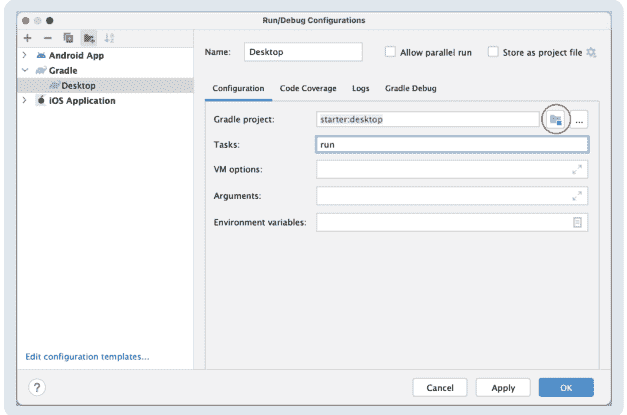 Run/Debug Configurations
Name: Desktop Allow parallel run Store as project file
Android App
Gradle
Desktop
iOS Application
Configuration Code Coverage Logs Gradle Debug
Gradle project: starter:desktop ...
Tasks: run
VM options:
Arguments:
Environment variables:
Edit configuration templates...
? Cancel Apply OK